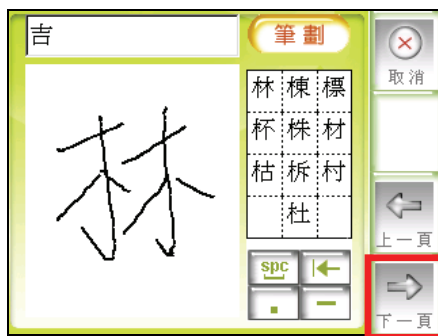 吉
筆劃
取消
林
林 棟 標
杯 株 材
枯 柝 村
杜
上一頁
spc
.
下一頁